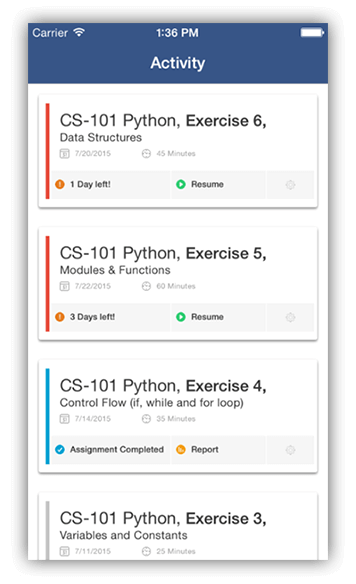 Carrier 1:36 PM
Activity
CS-101 Python, Exercise 6,
Data Structures
7/20/2015 45 Minutes
1 Day left! Resume
CS-101 Python, Exercise 5,
Modules & Functions
7/22/2015 60 Minutes
3 Days left! Resume
CS-101 Python, Exercise 4,
Control Flow (if, while and for loop)
7/14/2015 35 Minutes
Assignment Completed Report
CS-101 Python, Exercise 3,
Variables and Constants
7/11/2015 25 Minutes